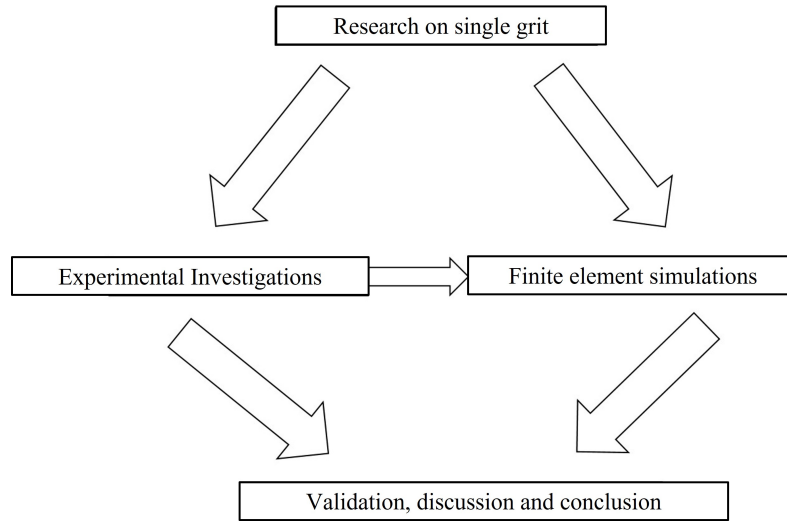 Research on single grit
Experimental Investigations
Finite element simulations
Validation, discussion and conclusion